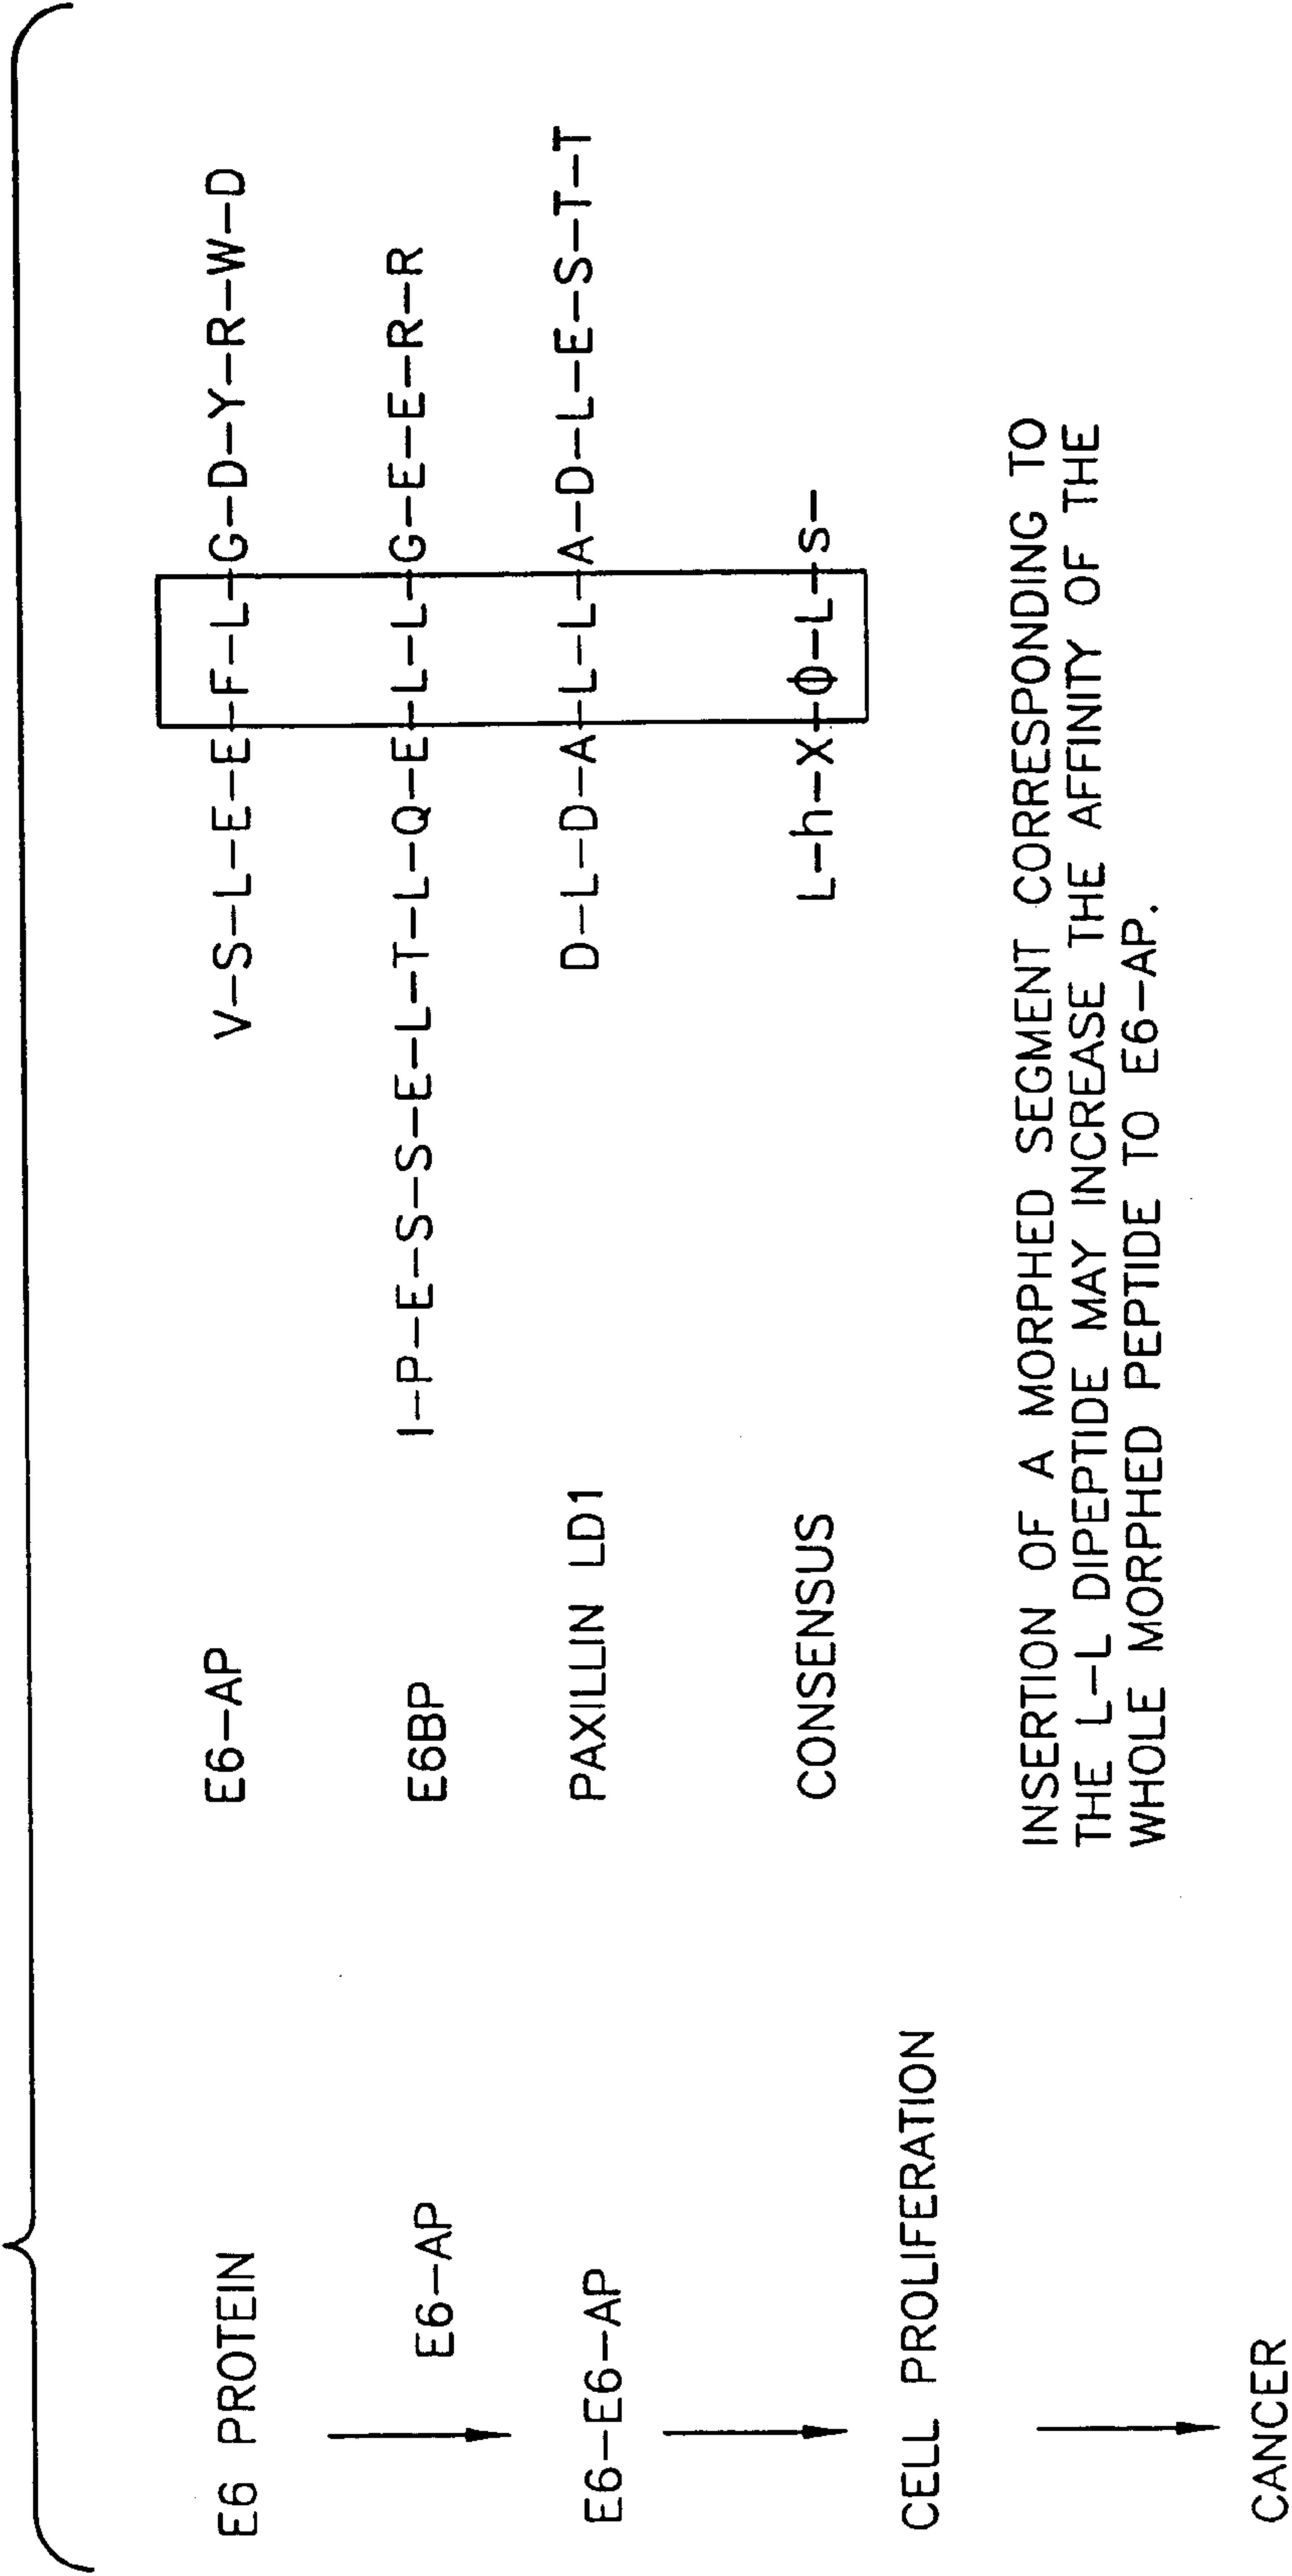 E6 PROTEIN
E6-AP
E6-E6-AP
CELL PROLIFERATION
CANCER
E6-AP V-S-L-E-E-F-L-G-D-Y-R-W-D
E6BP I-P-E-S-S-E-L-T-L-Q-E-L-L-G-E-E-R-R
PAXILLIN LD1 D-L-D-A-L-L-A-D-L-E-S-T-T
CONSENSUS L-h-X-Φ-L-S-
INSERTION OF A MORPHED SEGMENT CORRESPONDING TO
THE L-L DIPEPTIDE MAY INCREASE THE AFFINITY OF THE
WHOLE MORPHED PEPTIDE TO E6-AP.